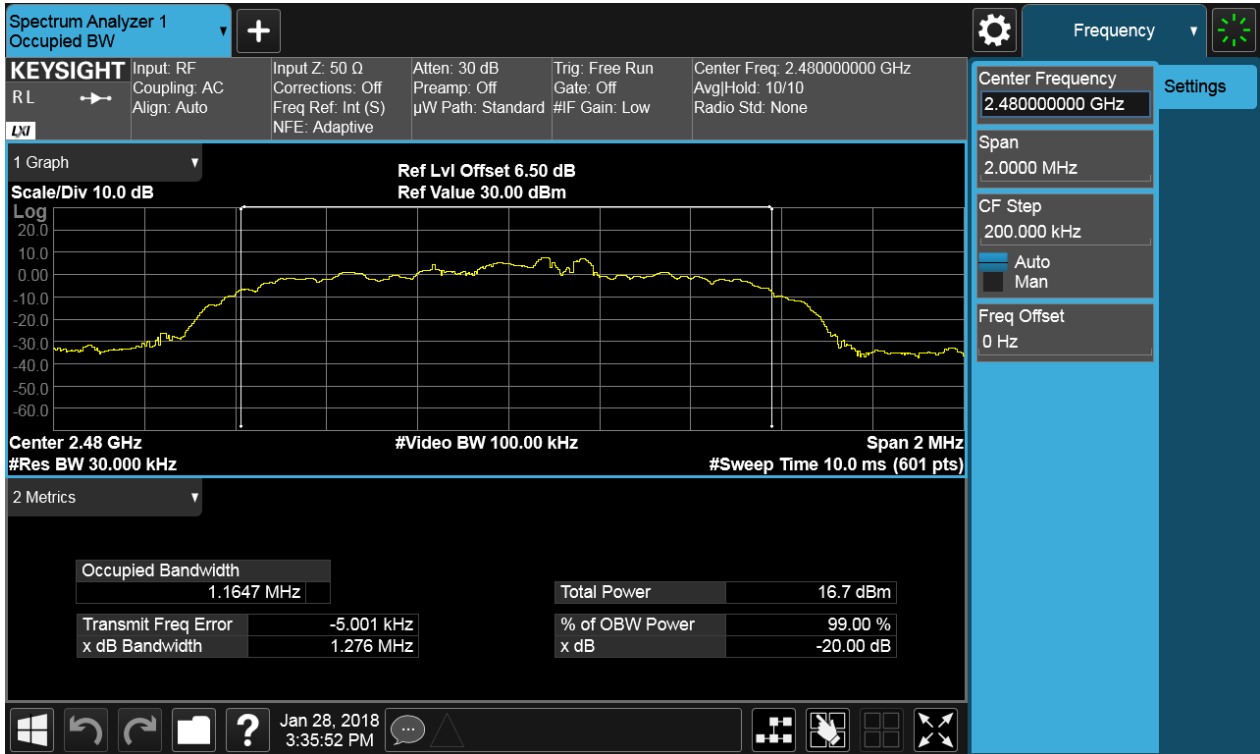 Spectrum Analyzer 1
Occupied BW
+
Frequency
KEYSIGHT
R L
LXI
Input: RF
Coupling: AC
Align: Auto
Input Z: 50 Ω
Corrections: Off
Freq Ref: Int (S)
NFE: Adaptive
Atten: 30 dB
Preamp: Off
µW Path: Standard
Trig: Free Run
Gate: Off
#IF Gain: Low
Center Freq: 2.480000000 GHz
Avg|Hold: 10/10
Radio Std: None
Center Frequency
2.480000000 GHz
Settings
Span
2.0000 MHz
CF Step
200.000 kHz
Auto
Man
Freq Offset
0 Hz
1 Graph
Scale/Div 10.0 dB
Ref Lvl Offset 6.50 dB
Ref Value 30.00 dBm
Log
20.0
10.0
0.00
-10.0
-20.0
-30.0
-40.0
-50.0
-60.0
Center 2.48 GHz
#Video BW 100.00 kHz
Span 2 MHz
#Res BW 30.000 kHz
#Sweep Time 10.0 ms (601 pts)
2 Metrics
Occupied Bandwidth
1.1647 MHz
Total Power 16.7 dBm
Transmit Freq Error -5.001 kHz
% of OBW Power 99.00 %
x dB Bandwidth 1.276 MHz
x dB -20.00 dB
?
Jan 28, 2018
3:35:52 PM